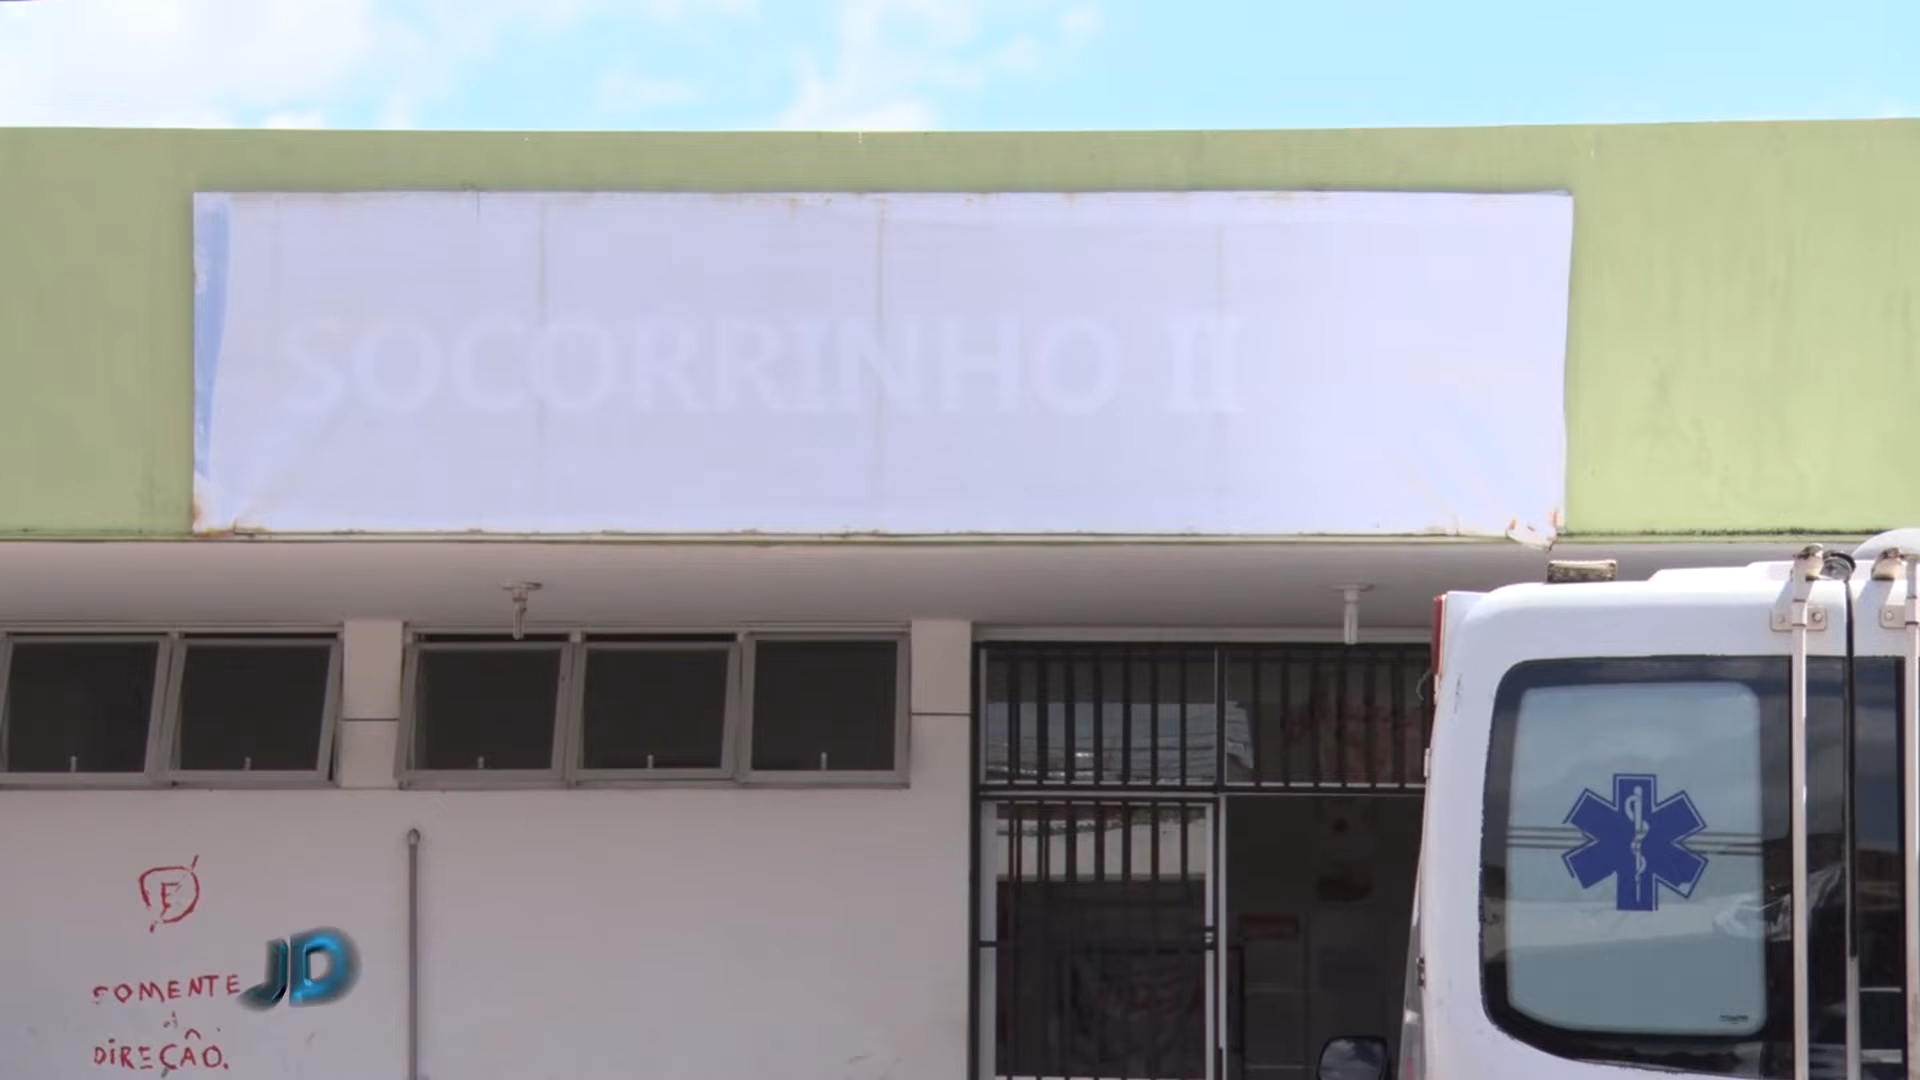 SOCORRINHO II
E
SOMENTE
A
DIREÇÃO.
JD